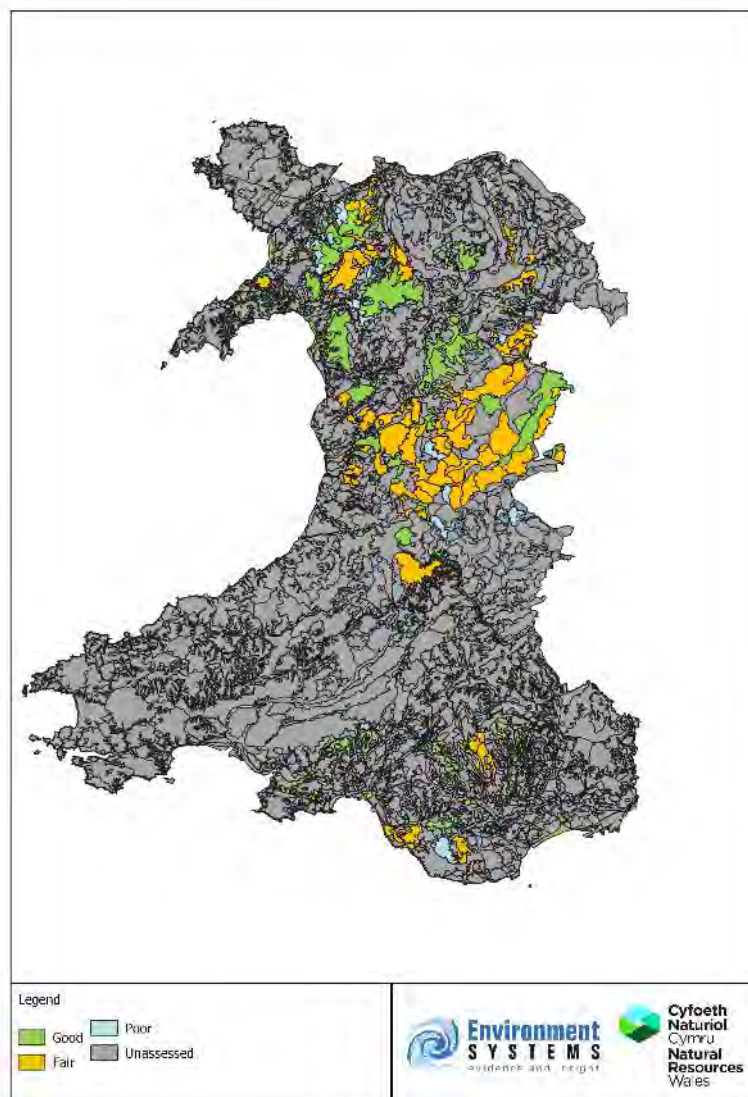 Legend
Good
Fair
Poor
Unassessed
Environment
SYSTEMS
evidence and insight
Cyfoeth
Naturiol
Cymru
Natural
Resources
Wales